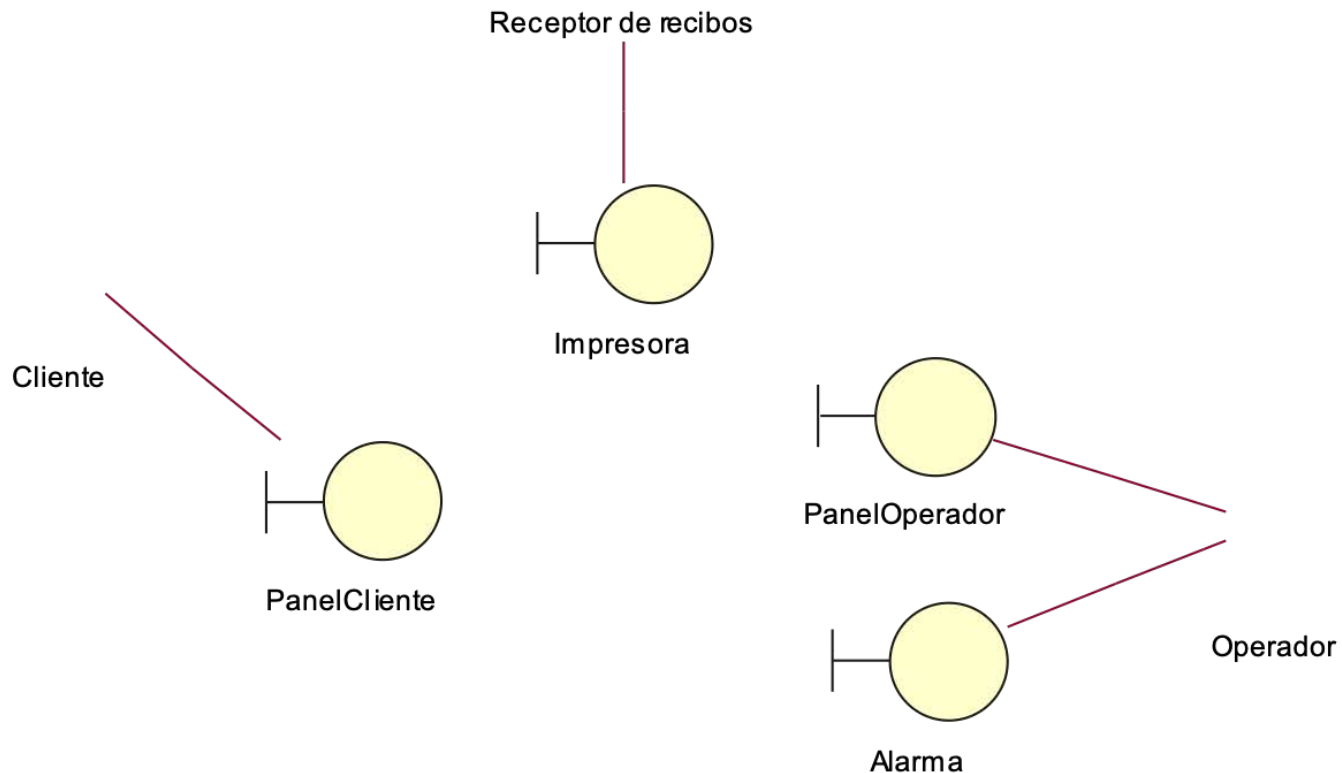 Receptor de recibos
Impresora
Cliente
PanelOperador
PanelCliente
Operador
Alarma